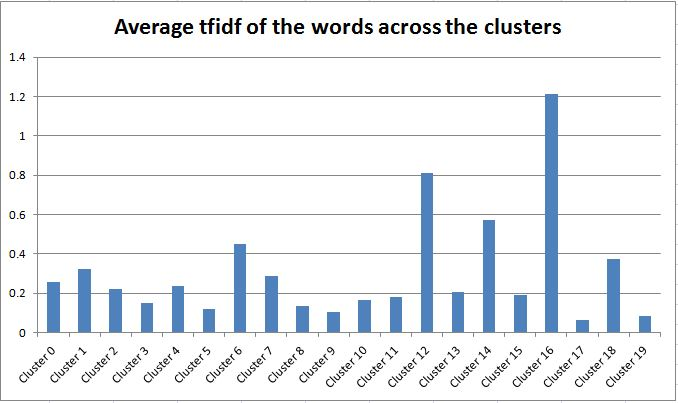 Average tfidf of the words across the clusters
1.4
1.2
1
0.8
0.6
0.4
0.2
0
Cluster 0
Cluster 1
Cluster 2
Cluster 3
Cluster 4
Cluster 5
Cluster 6
Cluster 7
Cluster 8
Cluster 9
Cluster 10
Cluster 11
Cluster 12
Cluster 13
Cluster 14
Cluster 15
Cluster 16
Cluster 17
Cluster 18
Cluster 19